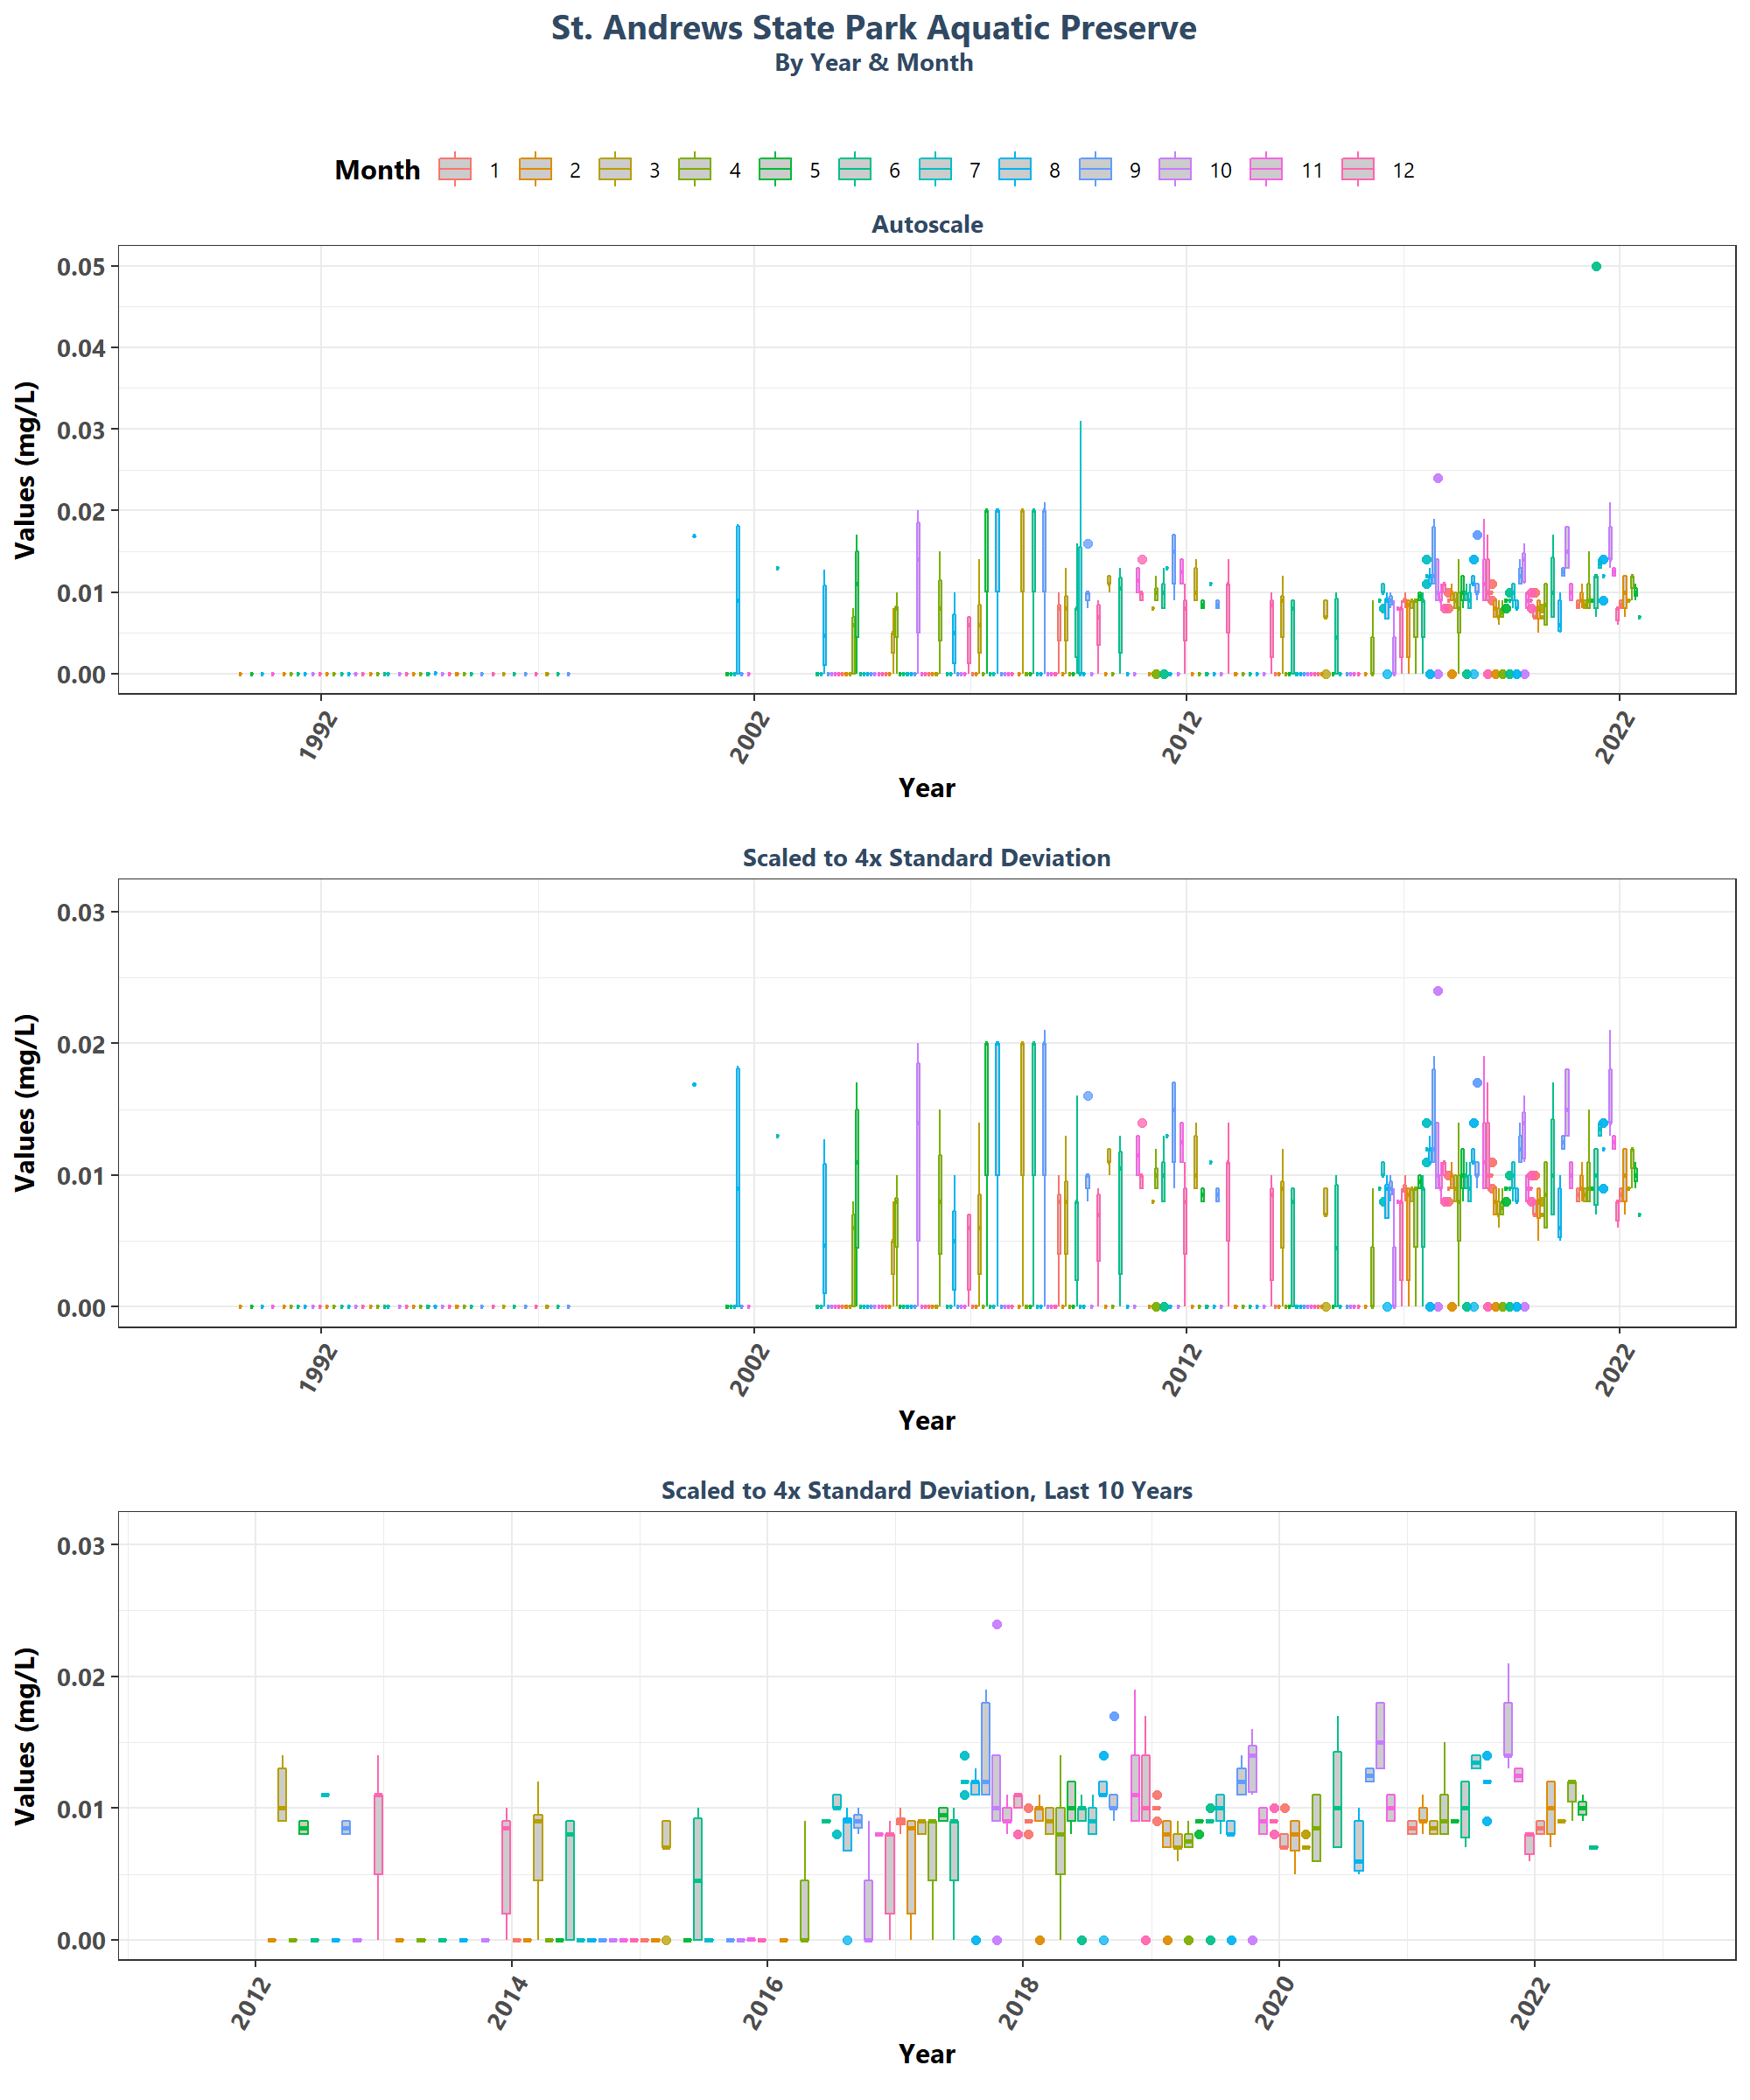 St. Andrews State Park Aquatic Preserve
By Year & Month
Month 1 2 3 4 5 6 7 8 9 10 11 12
Autoscale
Values (mg/L)
0.05
0.04
0.03
0.02
0.01
0.00
1992 2002 2012 2022
Year
Scaled to 4x Standard Deviation
Values (mg/L)
0.03
0.02
0.01
0.00
1992 2002 2012 2022
Year
Scaled to 4x Standard Deviation, Last 10 Years
Values (mg/L)
0.03
0.02
0.01
0.00
2012 2014 2016 2018 2020 2022
Year